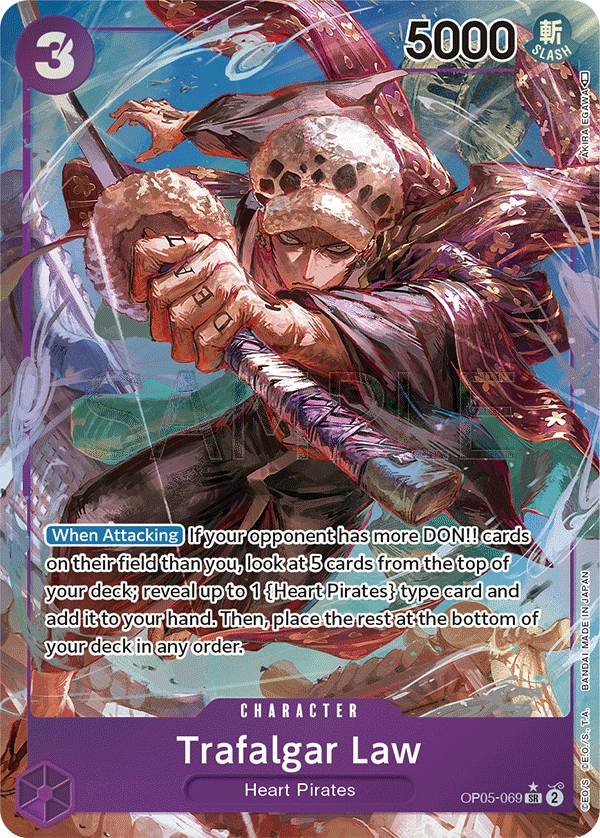 3
5000
斬
SLASH
AKIRA EGAWA
DEAT
SAMPLE
When Attacking If your opponent has more DON!! cards
on their field than you, look at 5 cards from the top of
your deck; reveal up to 1 {Heart Pirates} type card and
add it to your hand. Then, place the rest at the bottom of
your deck in any order.
BANDAI MADE IN JAPAN
©E.O./S. ©E.O./S., T.A.
CHARACTER
Trafalgar Law
Heart Pirates
OP05-069 SR 2